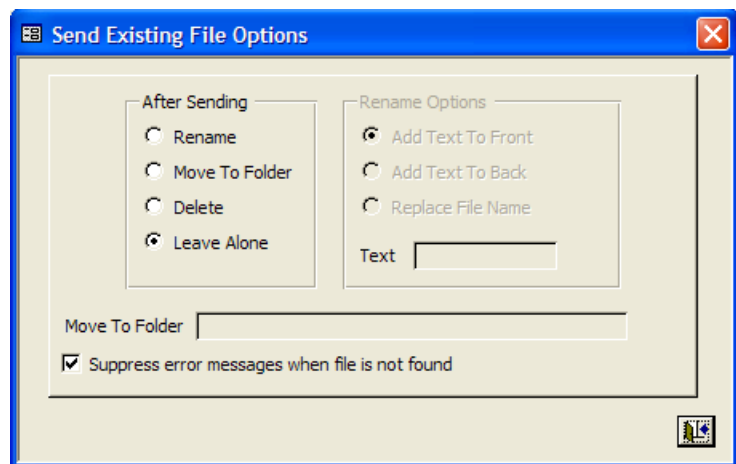 Send Existing File Options
After Sending
Rename
Move To Folder
Delete
Leave Alone
Rename Options
Add Text To Front
Add Text To Back
Replace File Name
Text
Move To Folder
Suppress error messages when file is not found